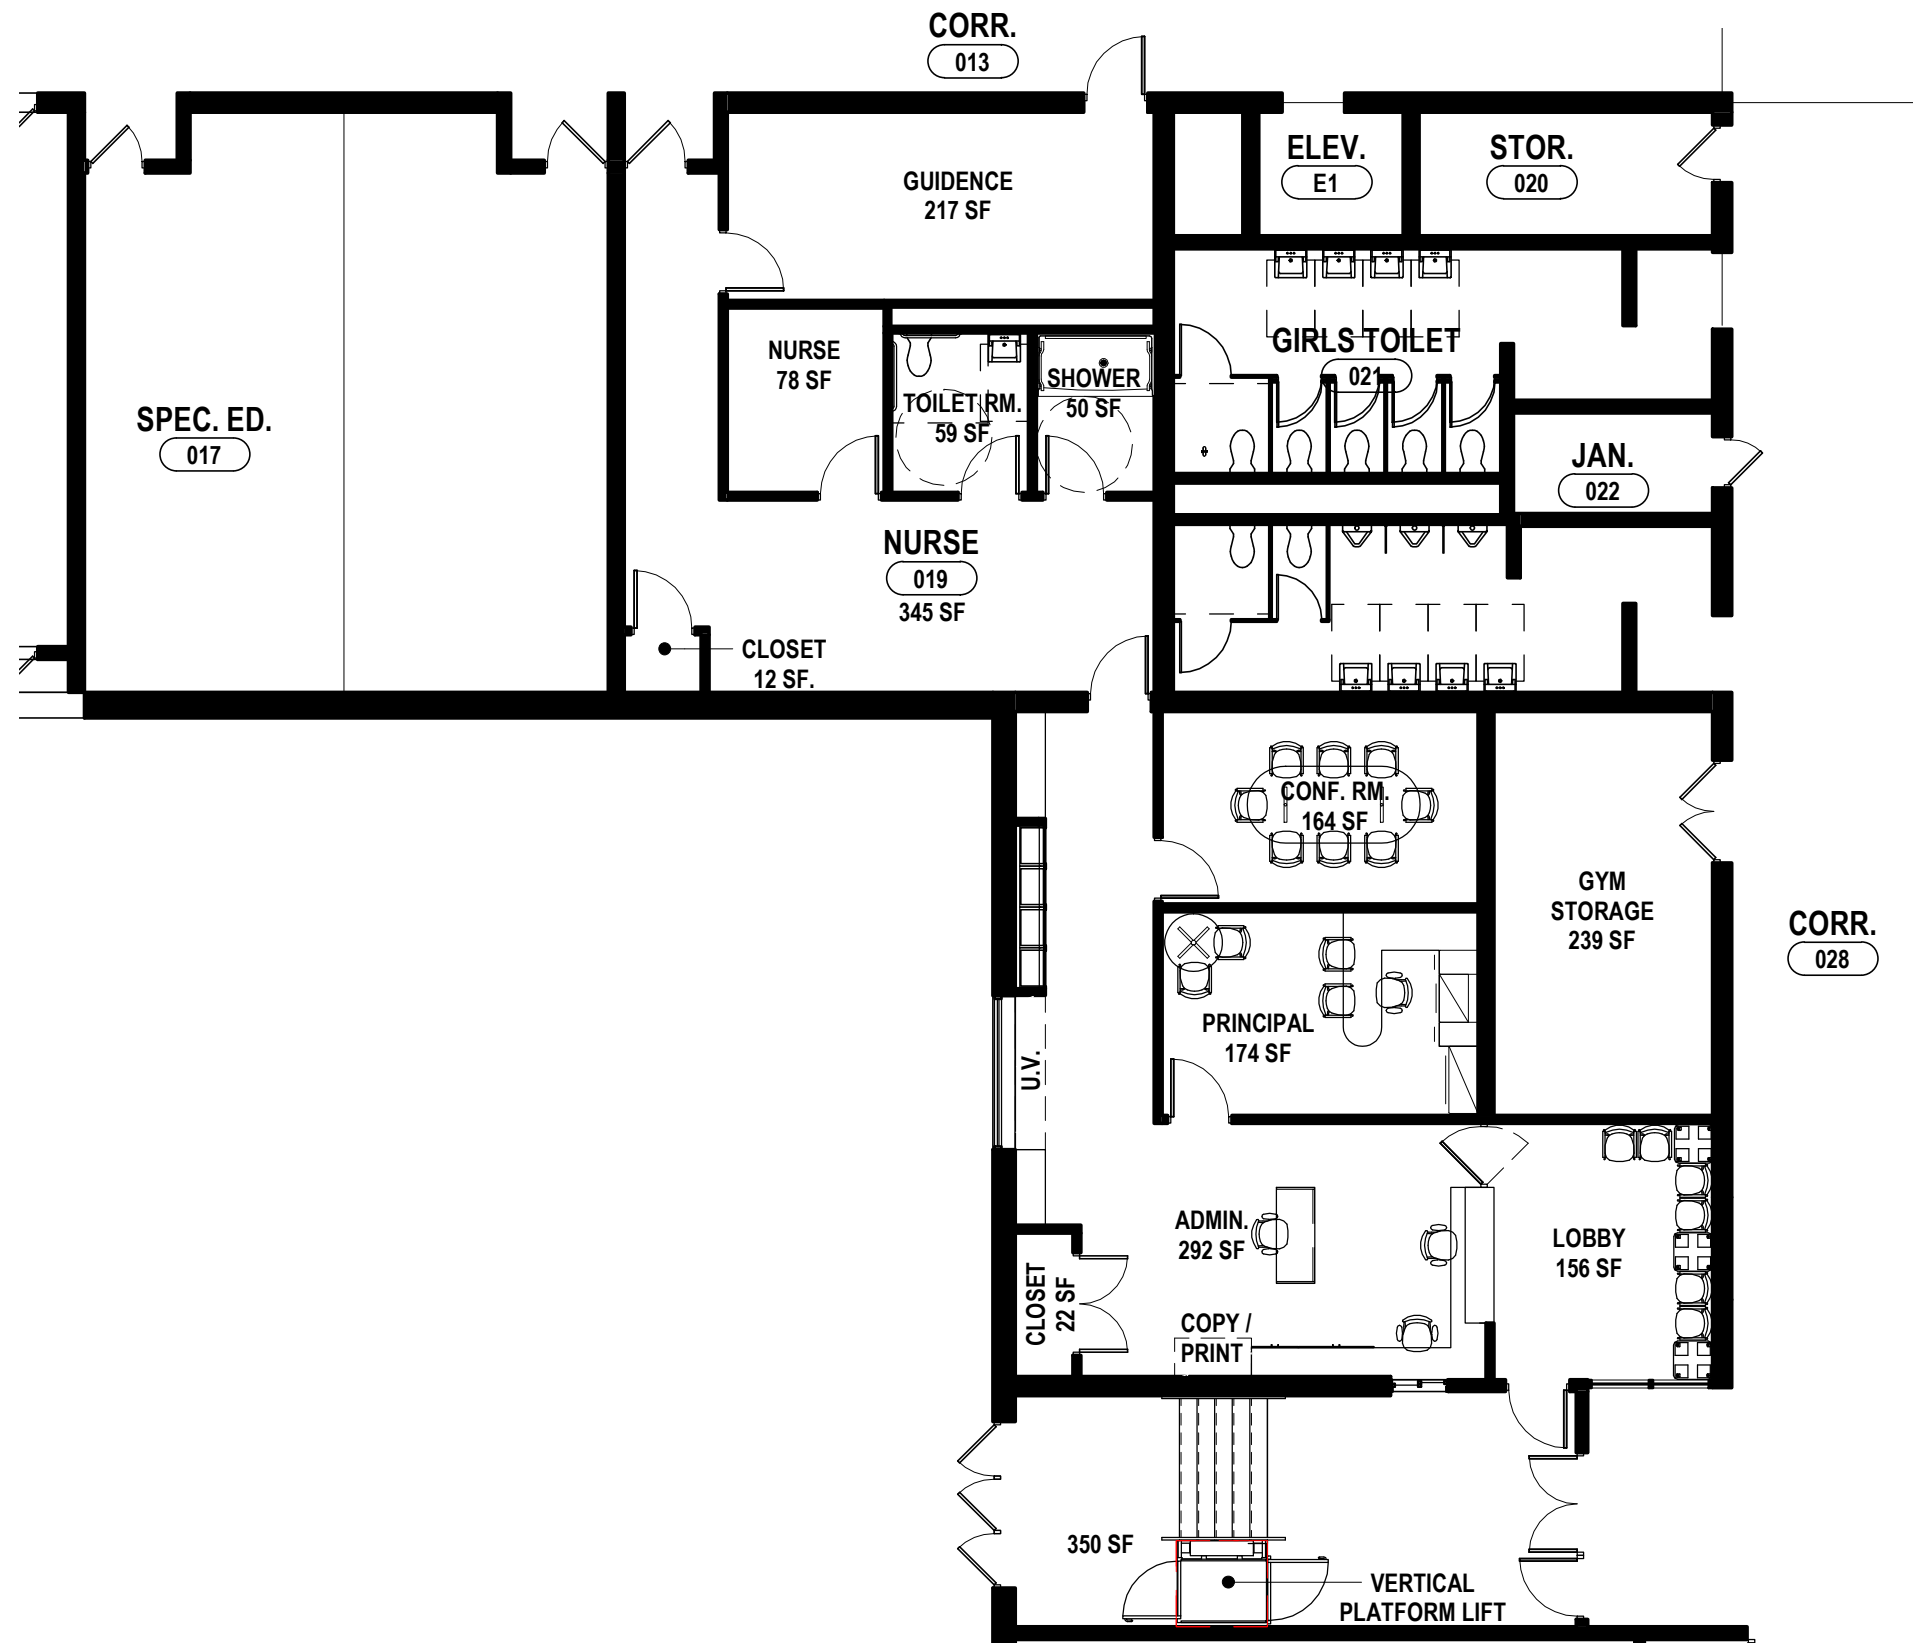 CORR.
013
ELEV.
E1
STOR.
020
GUIDENCE
217 SF
NURSE
78 SF
TOILET RM.
59 SF
SHOWER
50 SF
GIRLS TOILET
021
SPEC. ED.
017
JAN.
022
NURSE
019
345 SF
CLOSET
12 SF.
CONF. RM.
164 SF
GYM
STORAGE
239 SF
CORR.
028
PRINCIPAL
174 SF
U.V.
ADMIN.
292 SF
LOBBY
156 SF
CLOSET
22 SF
COPY /
PRINT
350 SF
VERTICAL
PLATFORM LIFT